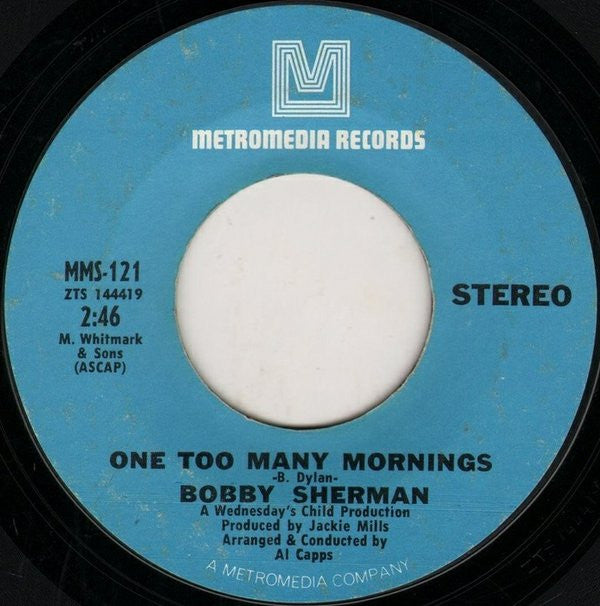 M
METROMEDIA RECORDS
MMS-121
ZTS 144419
2:46
M. Whitmark
& Sons
(ASCAP)
STEREO
ONE TOO MANY MORNINGS
-B. Dylan-
BOBBY SHERMAN
A Wednesday's Child Production
Produced by Jackie Mills
Arranged & Conducted by
Al Capps
A METROMEDIA COMPANY